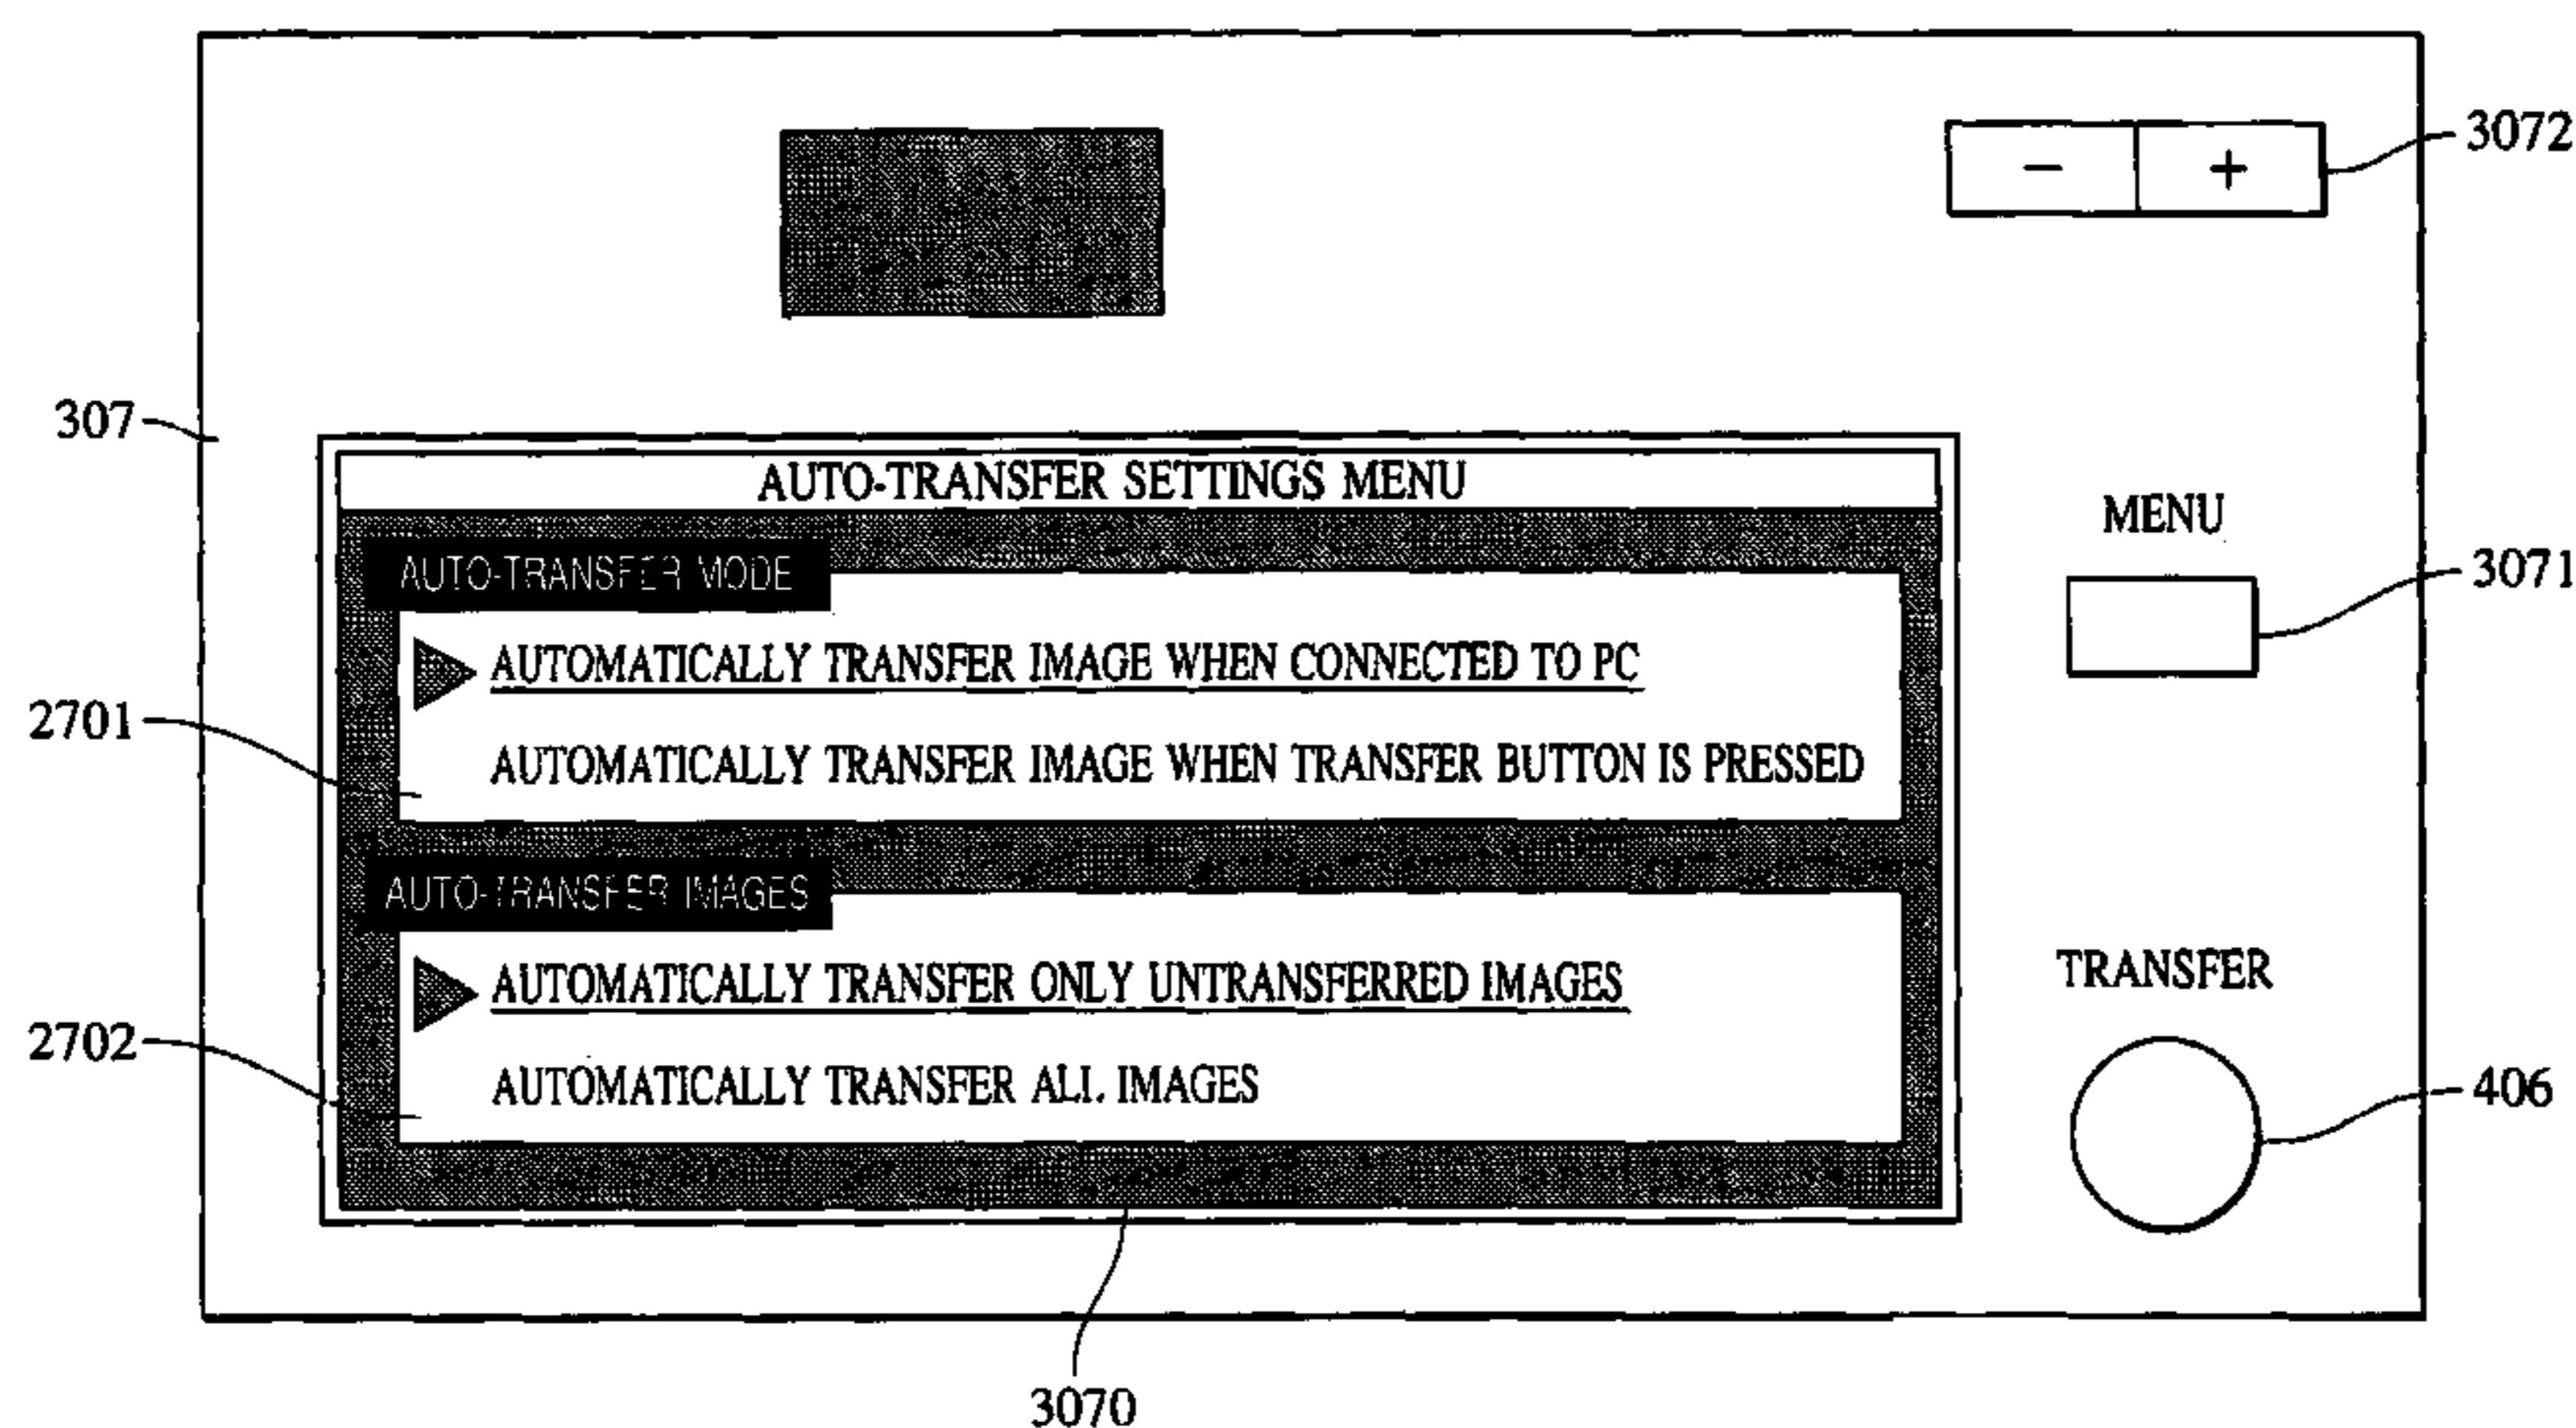 3072
- +
307
AUTO-TRANSFER SETTINGS MENU
MENU
3071
AUTO-TRANSFER MODE
AUTOMATICALLY TRANSFER IMAGE WHEN CONNECTED TO PC
2701
AUTOMATICALLY TRANSFER IMAGE WHEN TRANSFER BUTTON IS PRESSED
AUTO-TRANSFER IMAGES
TRANSFER
AUTOMATICALLY TRANSFER ONLY UNTRANSFERRED IMAGES
2702
AUTOMATICALLY TRANSFER ALL IMAGES
406
3070